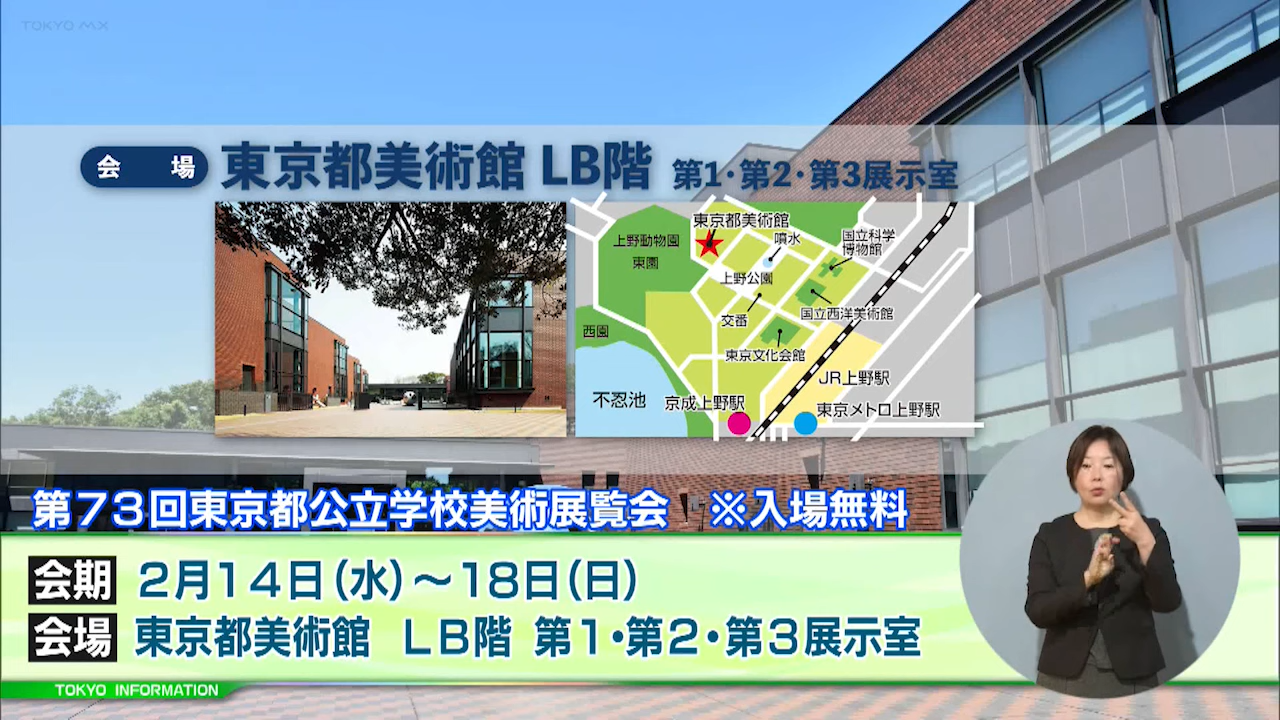 TOKYO MX
会 場 東京都美術館 LB階 第1・第2・第3展示室
東京都美術館
噴水
国立科学
博物館
上野動物園
東園
上野公園
国立西洋美術館
交番
西園
東京文化会館
JR上野駅
不忍池
京成上野駅
東京メトロ上野駅
第73回東京都公立学校美術展覧会 ※入場無料
会期 2月14日(水)～18日(日)
会場 東京都美術館 LB階 第1・第2・第3展示室
TOKYO INFORMATION